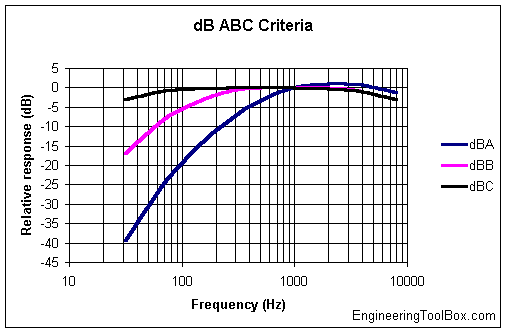 dB ABC Criteria
Relative response (dB)
5
0
-5
-10
-15
-20
-25
-30
-35
-40
-45
10
100
1000
10000
Frequency (Hz)
dBA
dBB
dBC
EngineeringToolBox.com